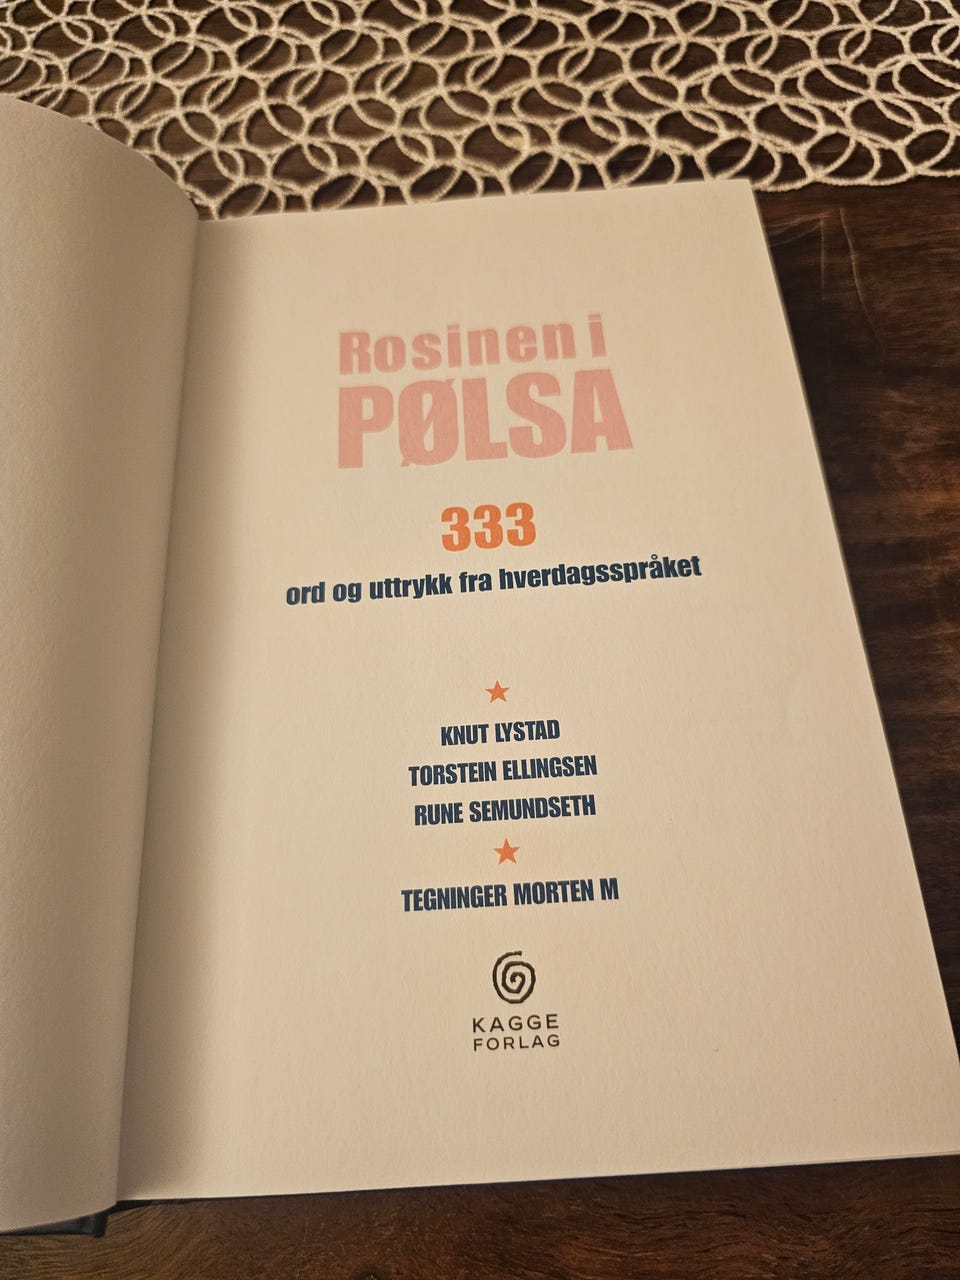 Rosinen i
PØLSA
333
ord og uttrykk fra hverdagsspråket
KNUT LYSTAD
TORSTEIN ELLINGSEN
RUNE SEMUNDSETH
TEGNINGER MORTEN M
KAGGE
FORLAG